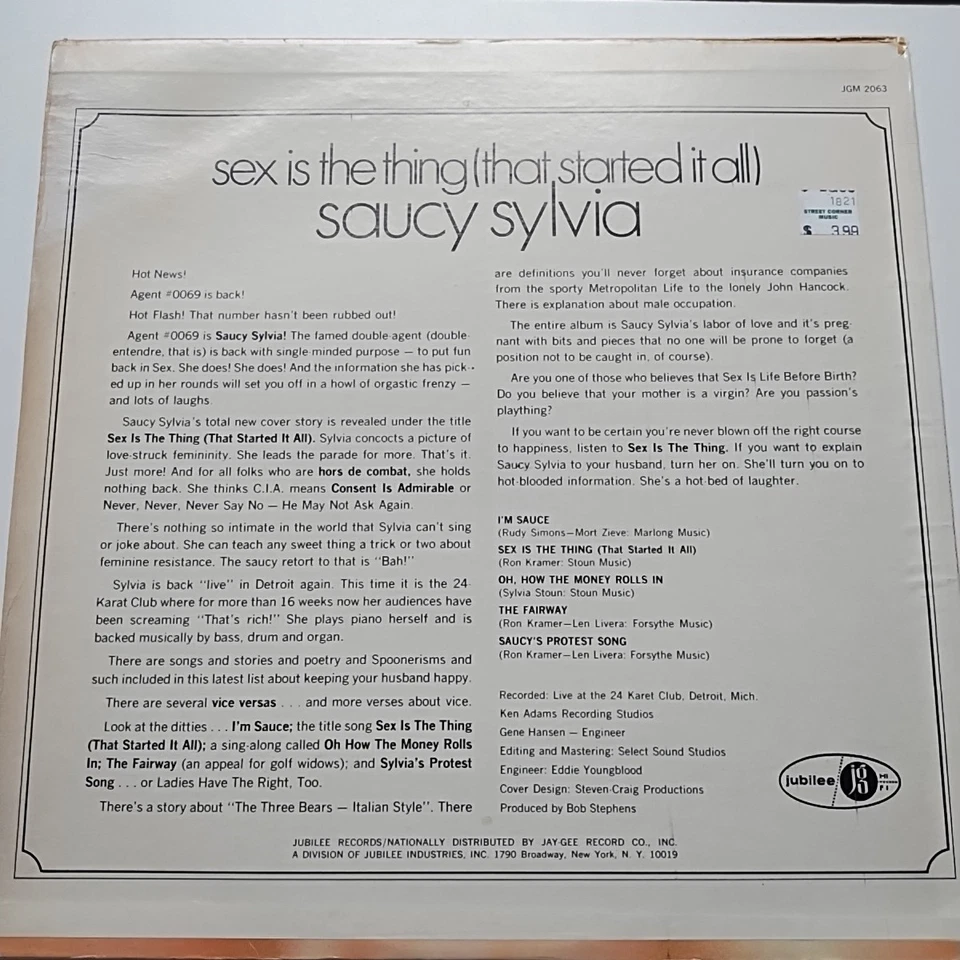 JGM 2063
sex is the thing (that started it all)
saucy sylvia
1821
STREET CORNER
MUSIC
$ 3.99
Hot News!
Agent #0069 is back!
Hot Flash! That number hasn't been rubbed out!
Agent #0069 is Saucy Sylvia! The famed double-agent (double-
entendre, that is) is back with single-minded purpose — to put fun
back in Sex. She does! She does! And the information she has pick-
ed up in her rounds will set you off in a howl of orgastic frenzy —
and lots of laughs.
Saucy Sylvia's total new cover story is revealed under the title
Sex Is The Thing (That Started It All). Sylvia concocts a picture of
love-struck femininity. She leads the parade for more. That's it.
Just more! And for all folks who are hors de combat, she holds
nothing back. She thinks C.I.A. means Consent Is Admirable or
Never, Never, Never Say No — He May Not Ask Again.
There's nothing so intimate in the world that Sylvia can't sing
or joke about. She can teach any sweet thing a trick or two about
feminine resistance. The saucy retort to that is "Bah!"
Sylvia is back "live" in Detroit again. This time it is the 24-
Karat Club where for more than 16 weeks now her audiences have
been screaming "That's rich!" She plays piano herself and is
backed musically by bass, drum and organ.
There are songs and stories and poetry and Spoonerisms and
such included in this latest list about keeping your husband happy.
There are several vice versas . . . and more verses about vice.
Look at the ditties . . . I'm Sauce; the title song Sex Is The Thing
(That Started It All); a sing-along called Oh How The Money Rolls
In; The Fairway (an appeal for golf widows); and Sylvia's Protest
Song . . . or Ladies Have The Right, Too.
There's a story about "The Three Bears — Italian Style". There
are definitions you'll never forget about insurance companies
from the sporty Metropolitan Life to the lonely John Hancock.
There is explanation about male occupation.
The entire album is Saucy Sylvia's labor of love and it's preg-
nant with bits and pieces that no one will be prone to forget (a
position not to be caught in, of course).
Are you one of those who believes that Sex Is Life Before Birth?
Do you believe that your mother is a virgin? Are you passion's
plaything?
If you want to be certain you're never blown off the right course
to happiness, listen to Sex Is The Thing. If you want to explain
Saucy Sylvia to your husband, turn her on. She'll turn you on to
hot-blooded information. She's a hot bed of laughter.
I'M SAUCE
(Rudy Simons—Mort Zieve: Marlong Music)
SEX IS THE THING (That Started It All)
(Ron Kramer: Stoun Music)
OH, HOW THE MONEY ROLLS IN
(Sylvia Stoun: Stoun Music)
THE FAIRWAY
(Ron Kramer—Len Livera: Forsythe Music)
SAUCY'S PROTEST SONG
(Ron Kramer—Len Livera: Forsythe Music)
Recorded: Live at the 24 Karet Club, Detroit, Mich.
Ken Adams Recording Studios
Gene Hansen — Engineer
Editing and Mastering: Select Sound Studios
Engineer: Eddie Youngblood
Cover Design: Steven-Craig Productions
Produced by Bob Stephens
jubilee jg HI FI
JUBILEE RECORDS/NATIONALLY DISTRIBUTED BY JAY-GEE RECORD CO., INC.
A DIVISION OF JUBILEE INDUSTRIES, INC. 1790 Broadway, New York, N. Y. 10019